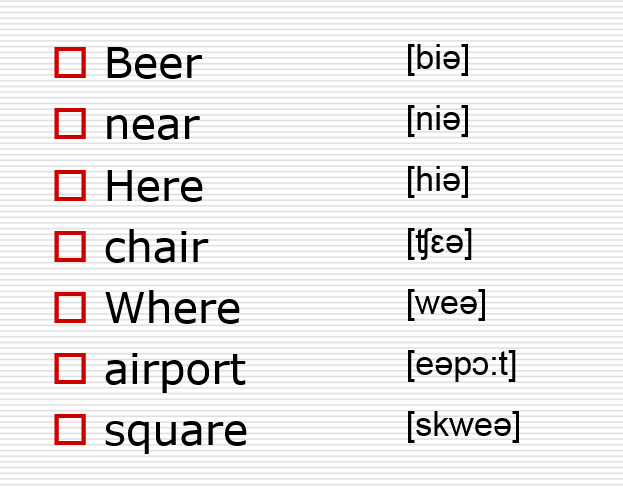 Beer [biə]
near [niə]
Here [hiə]
chair [ʧɛə]
Where [weə]
airport [eəpɔ:t]
square [skweə]